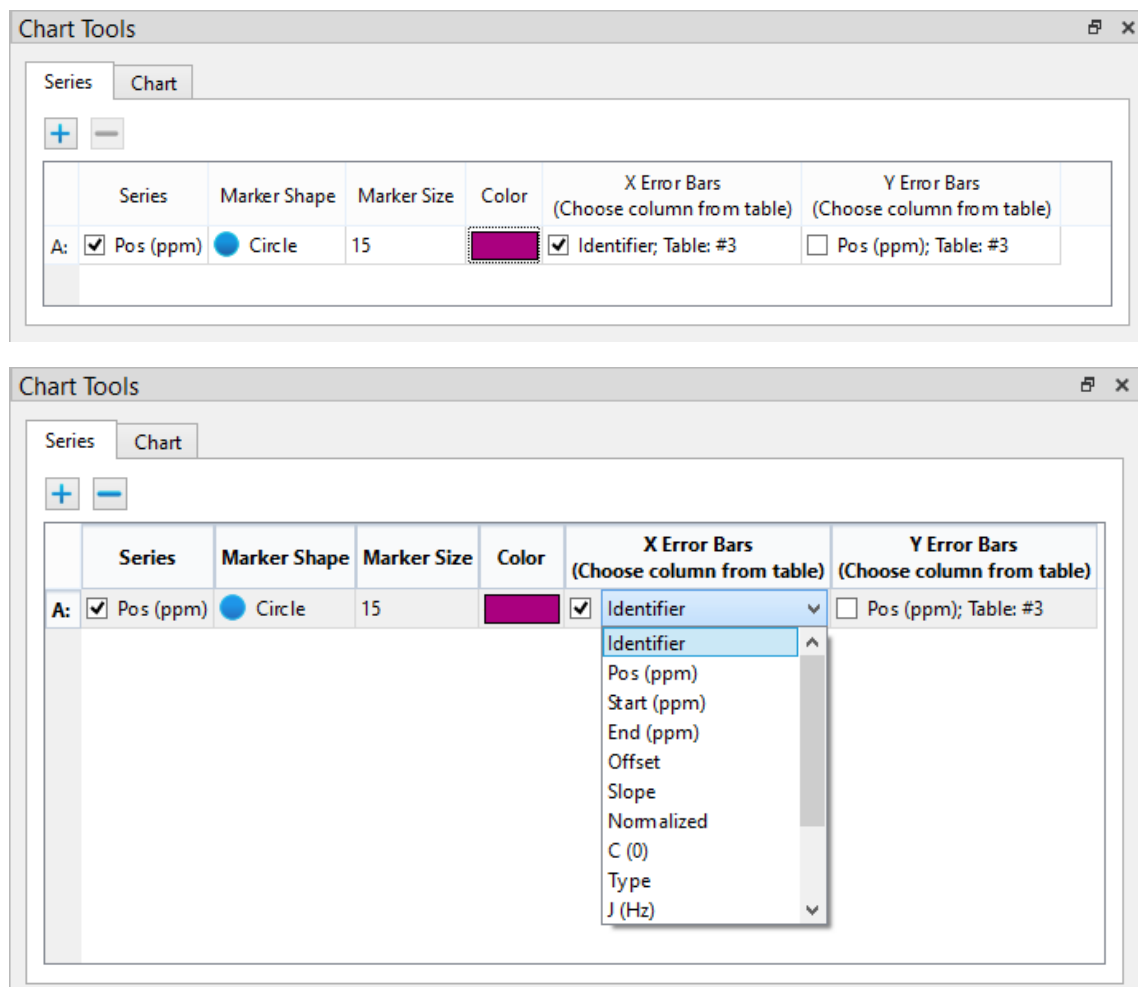 Chart Tools
Series Chart
Series Marker Shape Marker Size Color X Error Bars (Choose column from table) Y Error Bars (Choose column from table)
A: Pos (ppm) Circle 15 Identifier; Table: #3 Pos (ppm); Table: #3
Chart Tools
Series Chart
Series Marker Shape Marker Size Color X Error Bars (Choose column from table) Y Error Bars (Choose column from table)
A: Pos (ppm) Circle 15 Identifier Pos (ppm); Table: #3
Identifier
Pos (ppm)
Start (ppm)
End (ppm)
Offset
Slope
Normalized
C (0)
Type
J (Hz)